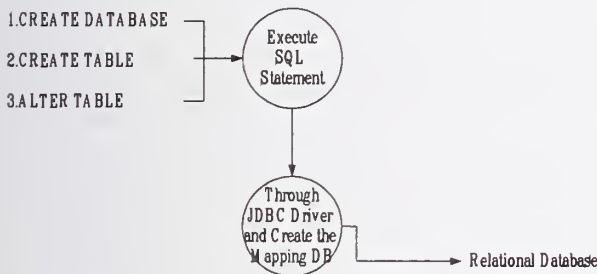 1.CREATE DATABASE
2.CREATE TABLE
3.ALTER TABLE
Execute
SQL
Statement
Through
JDBC Driver
and Create the
Mapping DB
Relational Database